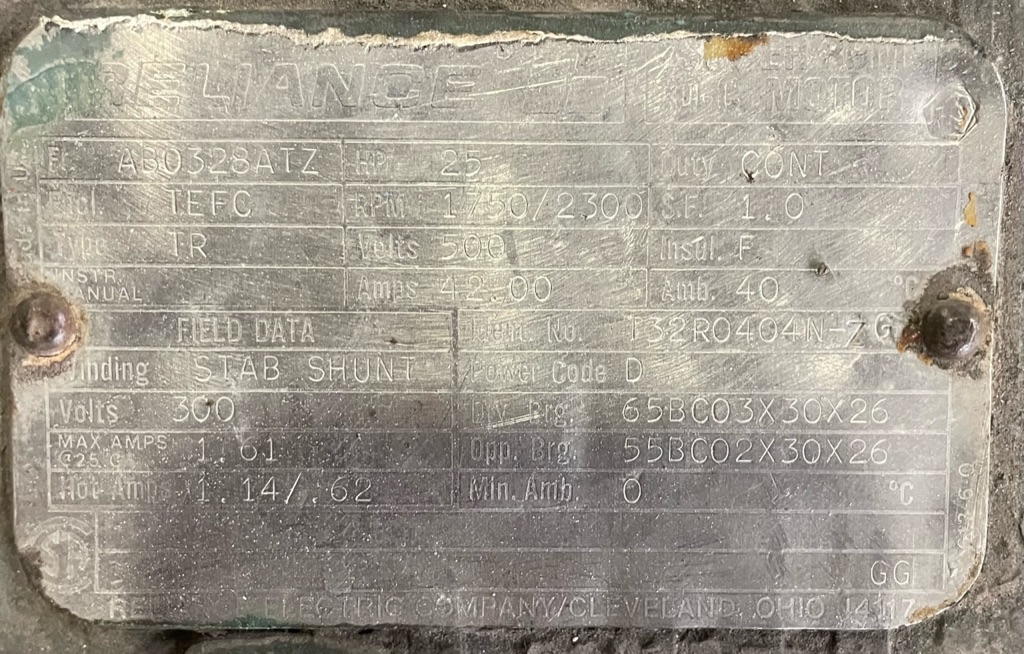 RELIANCE MOTOR
AB0328ATZ HP 25 Duty CONT
Encl. TEFC RPM 1750/2300 S.F. 1.0
Type TR Volts 500 Insul. F
INSTR. MANUAL Amps 42.00 Amb. 40 °C
FIELD DATA Ident. No. T32R0404N-ZG
Winding STAB SHUNT Power Code D
Volts 300 Drv. Brg. 65BC03X30X26
MAX AMPS @25 C 1.61 Opp. Brg. 55BC02X30X26
Hot Amps 1.14/.62 Min. Amb. 0 °C
GG
RELIANCE ELECTRIC COMPANY/CLEVELAND, OHIO 44117